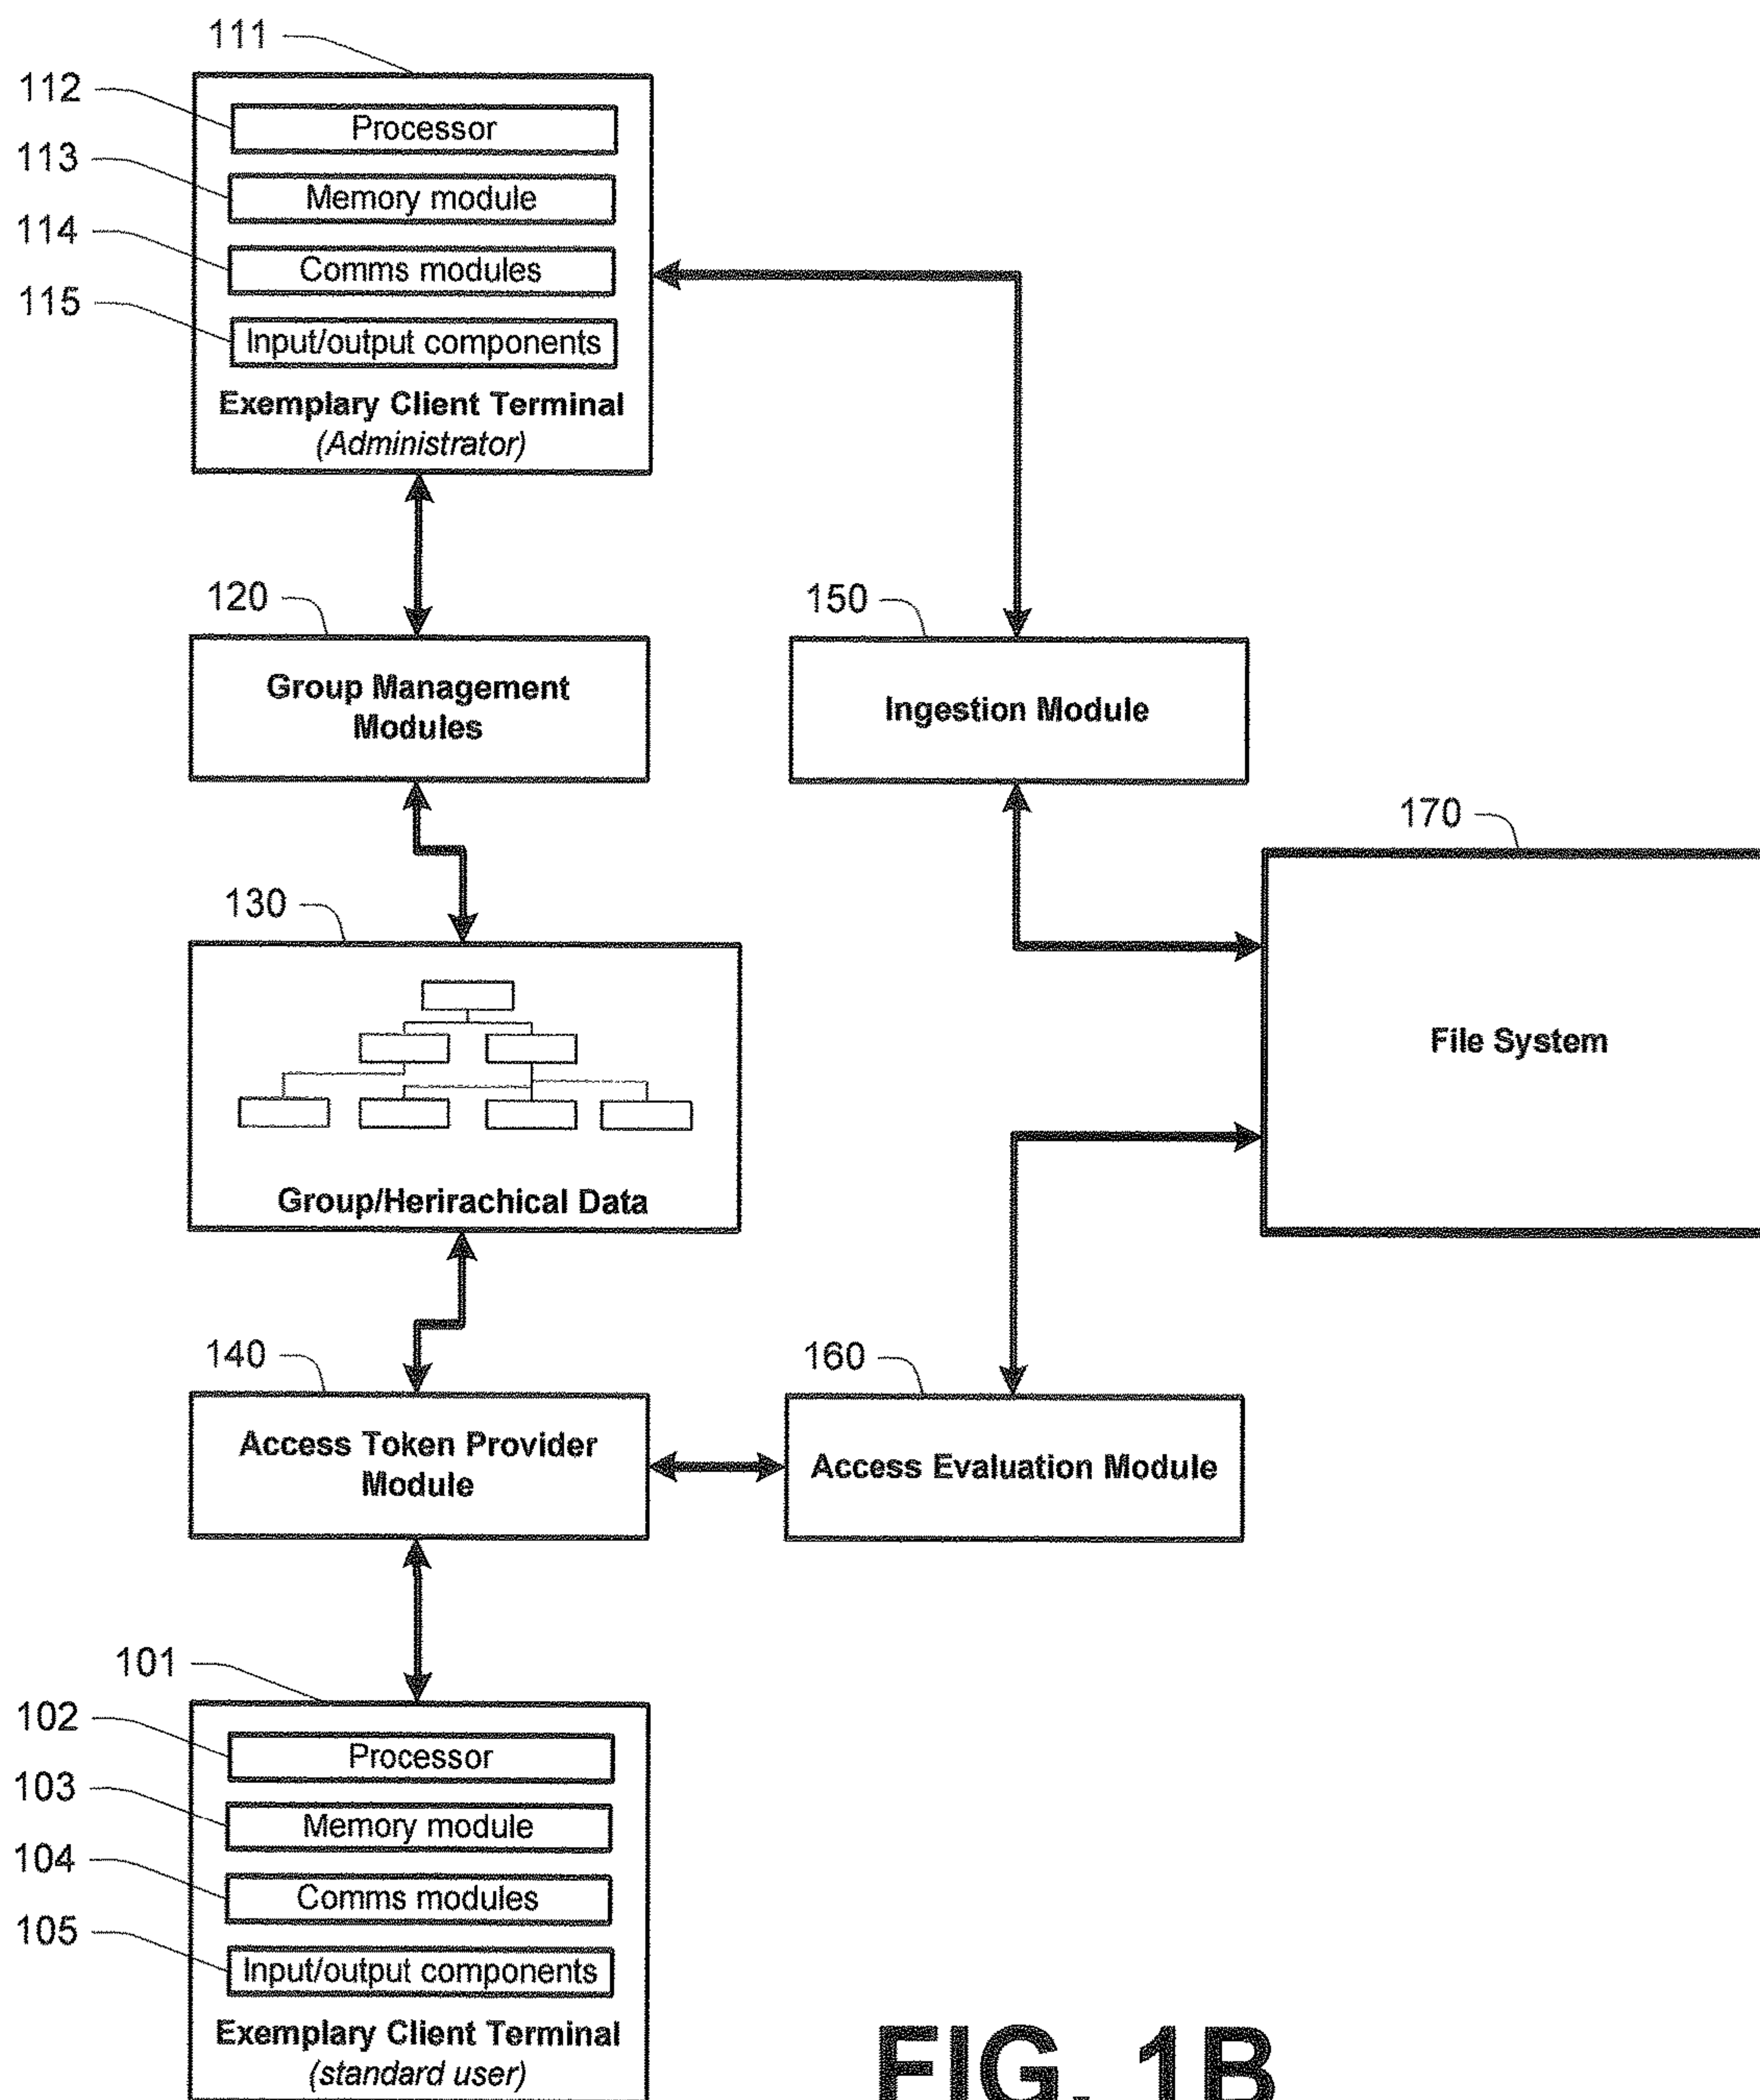 111
112
Processor
113
Memory module
114
Comms modules
115
Input/output components
Exemplary Client Terminal
(Administrator)
120
Group Management
Modules
150
Ingestion Module
170
File System
130
Group/Herirachical Data
140
Access Token Provider
Module
160
Access Evaluation Module
101
102
Processor
103
Memory module
104
Comms modules
105
Input/output components
Exemplary Client Terminal
(standard user)
FIG. 1B